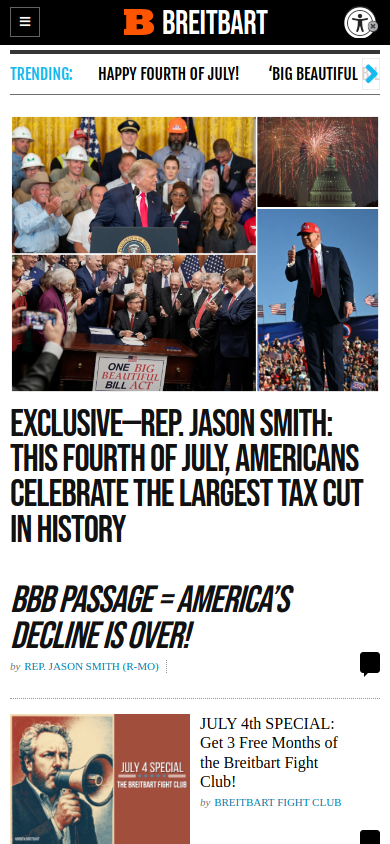 B BREITBART
TRENDING:
HAPPY FOURTH OF JULY!
‘BIG BEAUTIFUL
ONE BIG
BEAUTIFUL
BILL ACT
EXCLUSIVE—REP. JASON SMITH:
THIS FOURTH OF JULY, AMERICANS
CELEBRATE THE LARGEST TAX CUT
IN HISTORY
BBB PASSAGE = AMERICA’S
DECLINE IS OVER!
by REP. JASON SMITH (R-MO)
JULY 4 SPECIAL
THE BREITBART FIGHT CLUB
JULY 4th SPECIAL:
Get 3 Free Months of
the Breitbart Fight
Club!
by BREITBART FIGHT CLUB